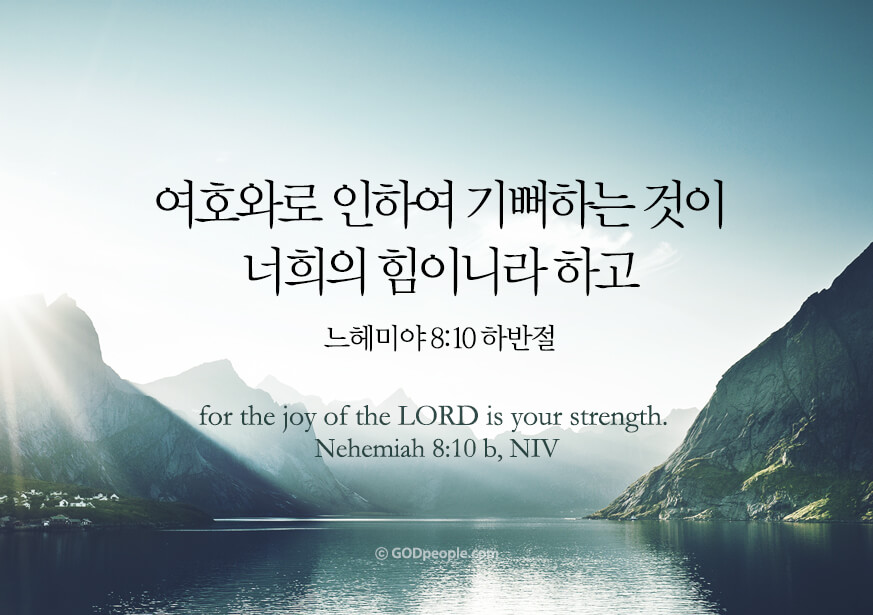 여호와로 인하여 기뻐하는 것이
너희의 힘이니라 하고
느헤미야 8:10 하반절
for the joy of the LORD is your strength.
Nehemiah 8:10 b, NIV
© GODpeople.com